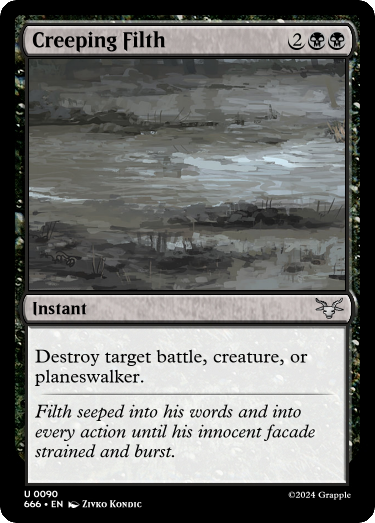 Creeping Filth 2
Instant
Destroy target battle, creature, or
planeswalker.
Filth seeped into his words and into
every action until his innocent facade
strained and burst.
U 0090
666 • EN Zivko Kondic
©2024 Grapple